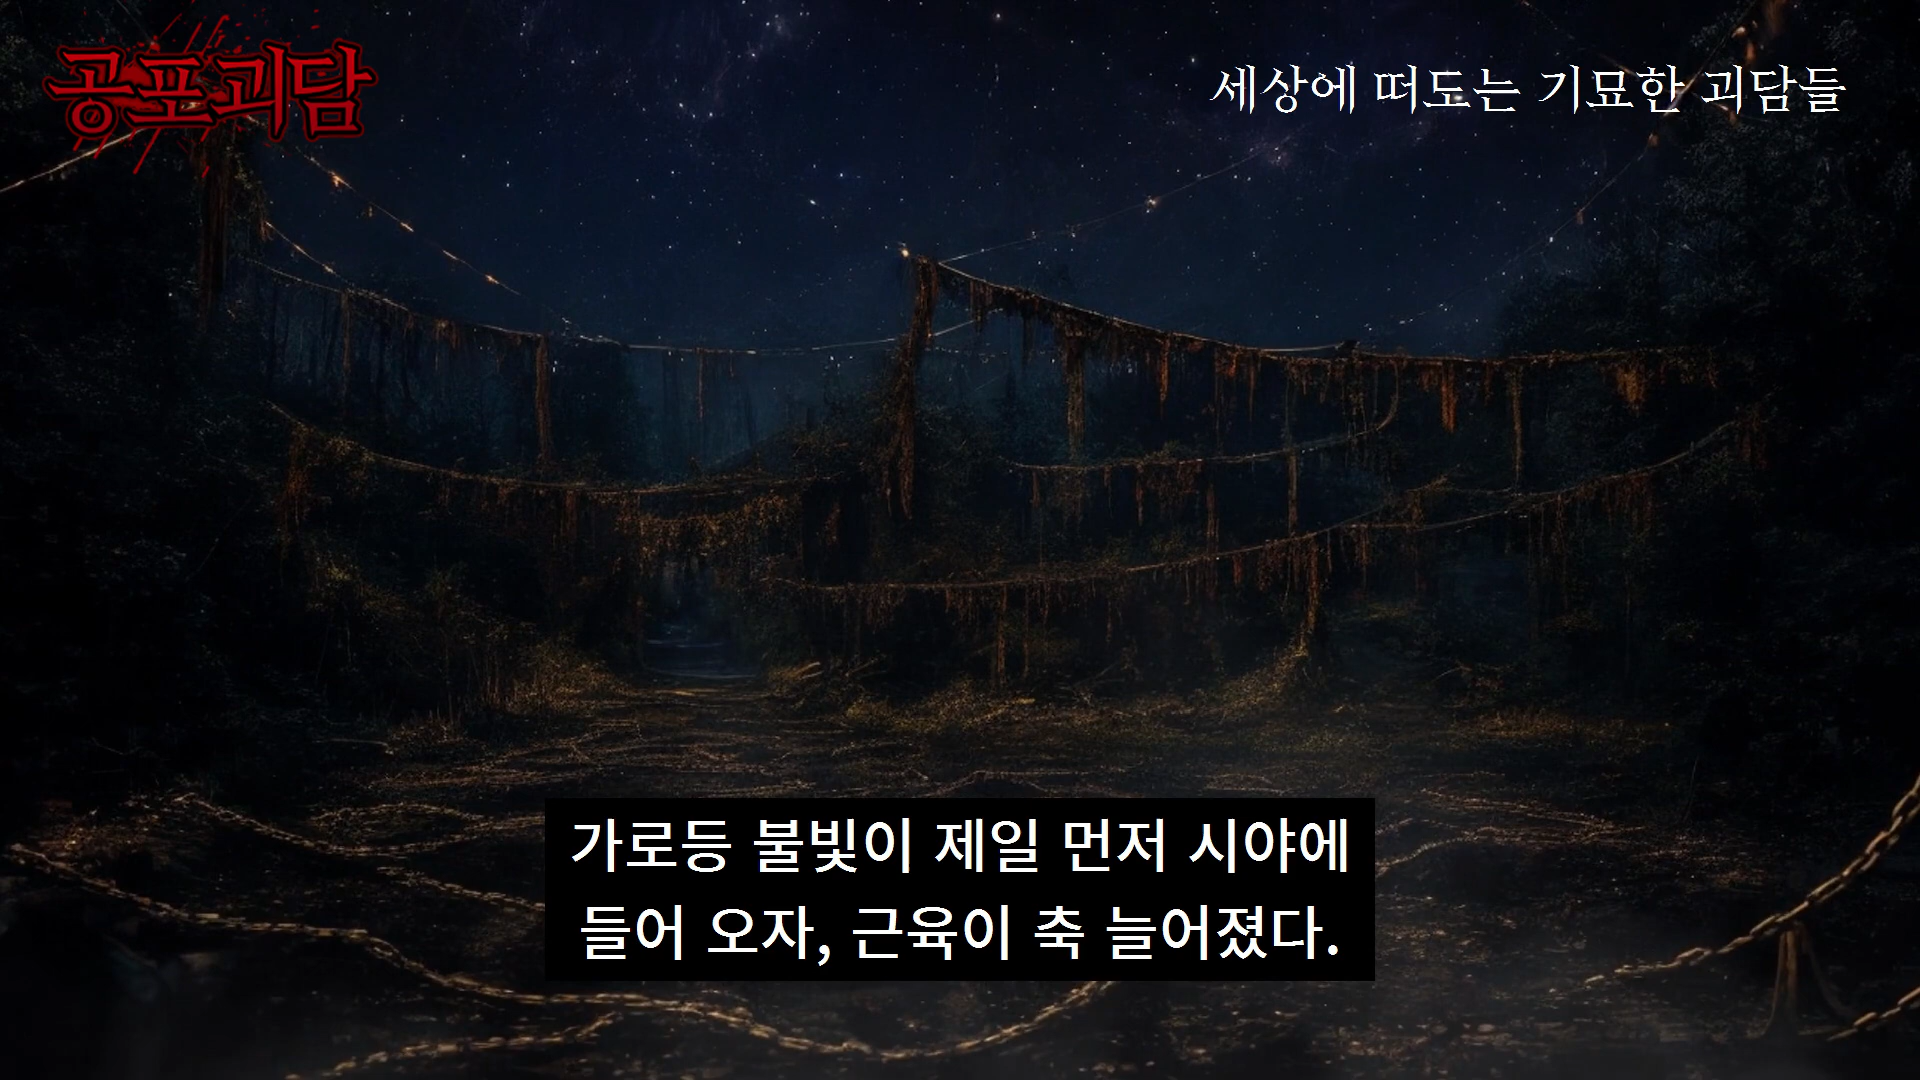 공포괴담
세상에 떠도는 기묘한 괴담들
가로등 불빛이 제일 먼저 시야에
들어 오자, 근육이 축 늘어졌다.